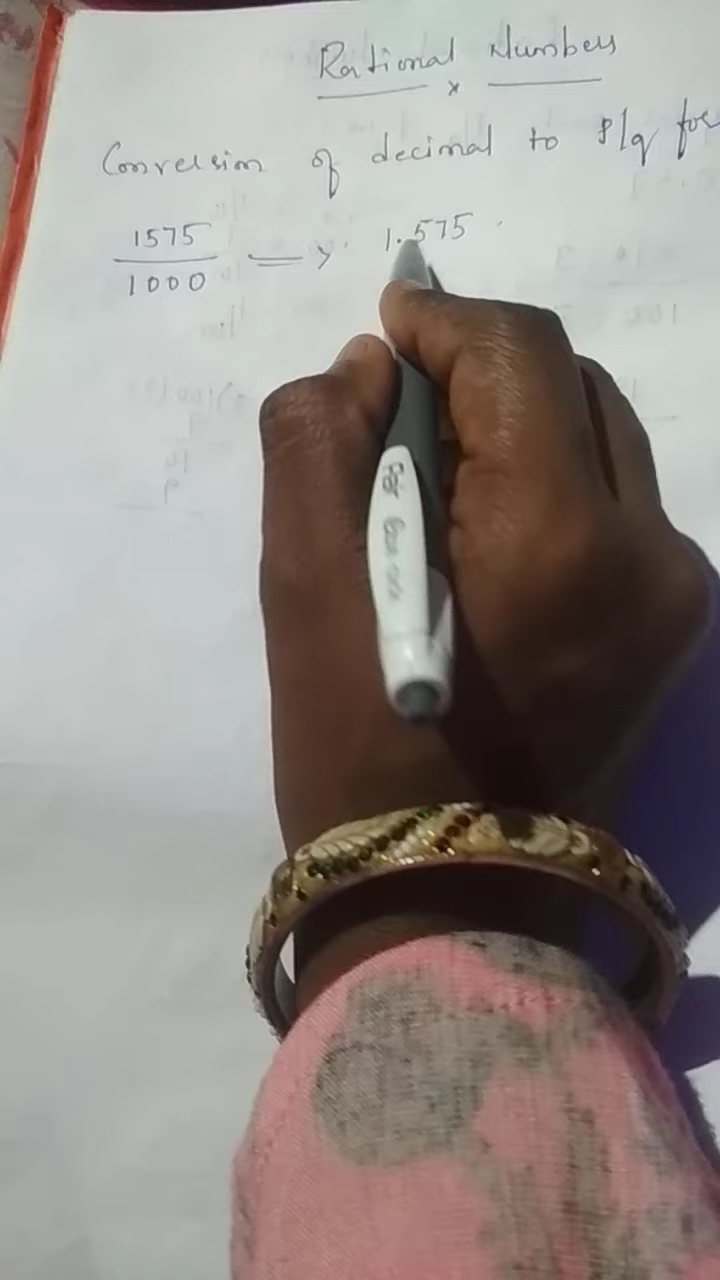 Rational Numbers
x
Conversion of decimal to P/q for
1575
1000 => 1.575